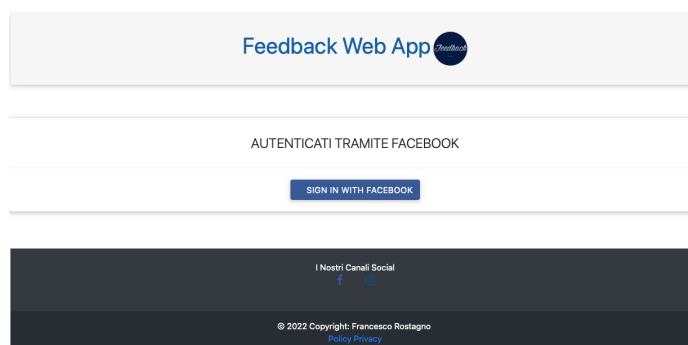 Feedback Web App Feedback
AUTENTICATI TRAMITE FACEBOOK
SIGN IN WITH FACEBOOK
I Nostri Canali Social
© 2022 Copyright: Francesco Rostagno
Policy Privacy